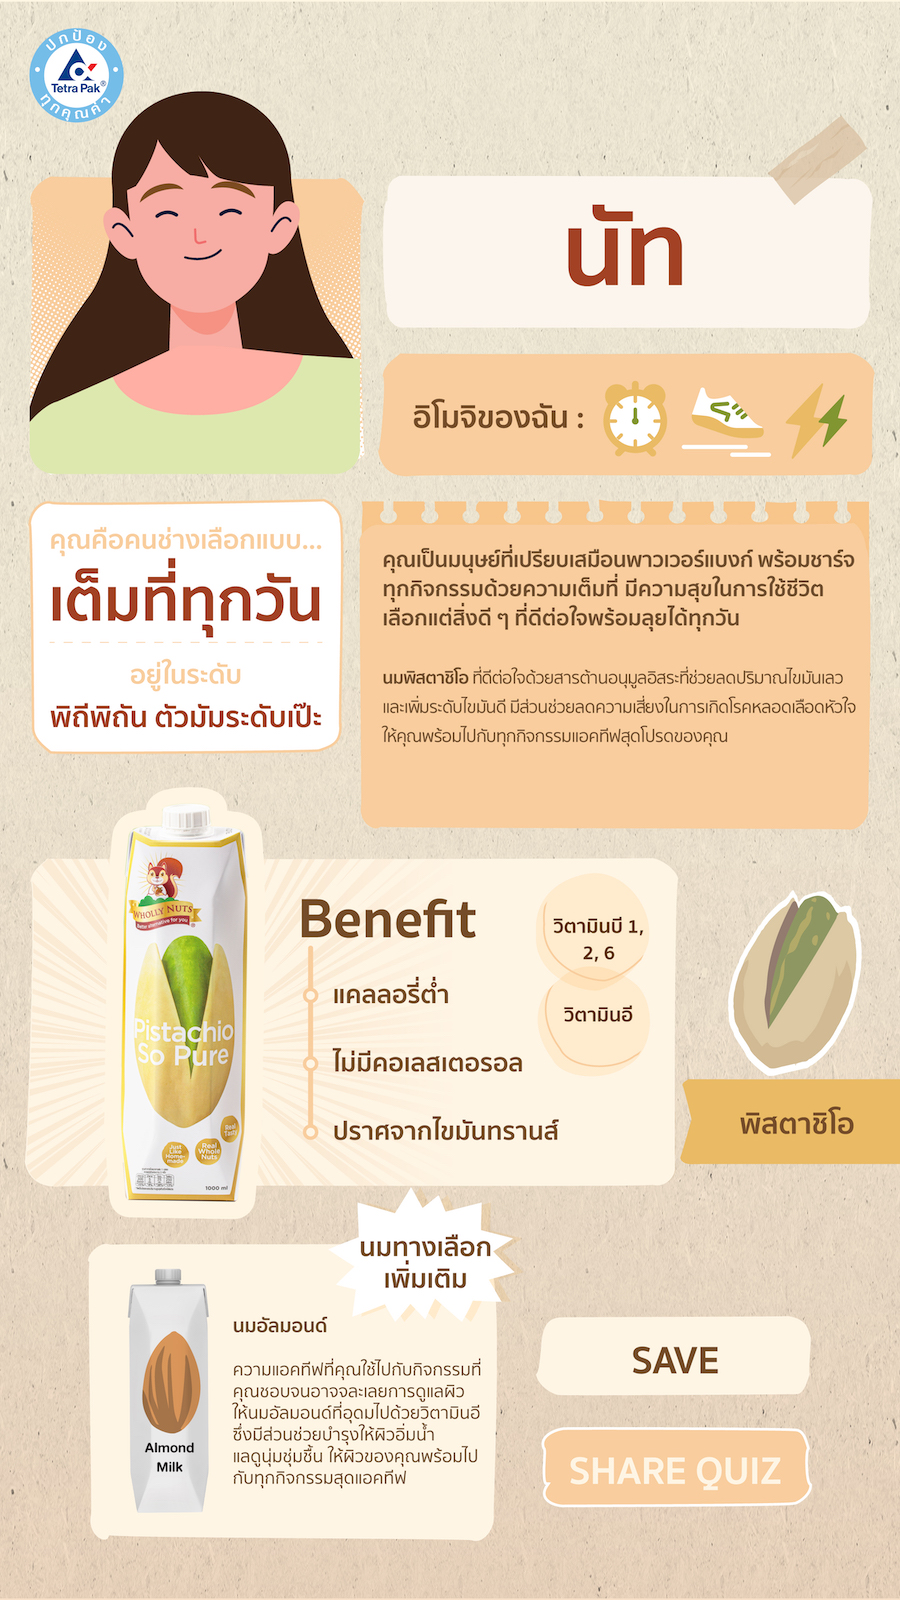 ปกป้อง
Tetra Pak®
ทุกคุณค่า
นัท
อิโมจิของฉัน :
คุณคือคนช่างเลือกแบบ...
เต็มที่ทุกวัน
อยู่ในระดับ
พิถีพิถัน ตัวมัมระดับเป๊ะ
คุณเป็นมนุษย์ที่เปรียบเสมือนพาวเวอร์แบงก์ พร้อมชาร์จ
ทุกกิจกรรมด้วยความเต็มที่ มีความสุขในการใช้ชีวิต
เลือกแต่สิ่งดี ๆ ที่ดีต่อใจพร้อมลุยได้ทุกวัน
นมพิสตาชิโอ ที่ดีต่อใจด้วยสารต้านอนุมูลอิสระที่ช่วยลดปริมาณไขมันเลว
และเพิ่มระดับไขมันดี มีส่วนช่วยลดความเสี่ยงในการเกิดโรคหลอดเลือดหัวใจ
ให้คุณพร้อมไปกับทุกกิจกรรมแอคทีฟสุดโปรดของคุณ
WHOLLY NUTS
Better alternative for you
Pistachio
So Pure
Real
Tasty
Just
Like
Home-
made
Real
Whole
Nuts
1000 ml
Benefit
แคลลอรี่ต่ำ
ไม่มีคอเลสเตอรอล
ปราศจากไขมันทรานส์
วิตามินบี 1,
2, 6
วิตามินอี
พิสตาชิโอ
นมทางเลือก
เพิ่มเติม
Almond
Milk
นมอัลมอนด์
ความแอคทีฟที่คุณใช้ไปกับกิจกรรมที่
คุณชอบจนอาจจละเลยการดูแลผิว
ให้นมอัลมอนด์ที่อุดมไปด้วยวิตามินอี
ซึ่งมีส่วนช่วยบำรุงให้ผิวอิ่มน้ำ
แลดูนุ่มชุ่มชื้น ให้ผิวของคุณพร้อมไป
กับทุกกิจกรรมสุดแอคทีฟ
SAVE
SHARE QUIZ